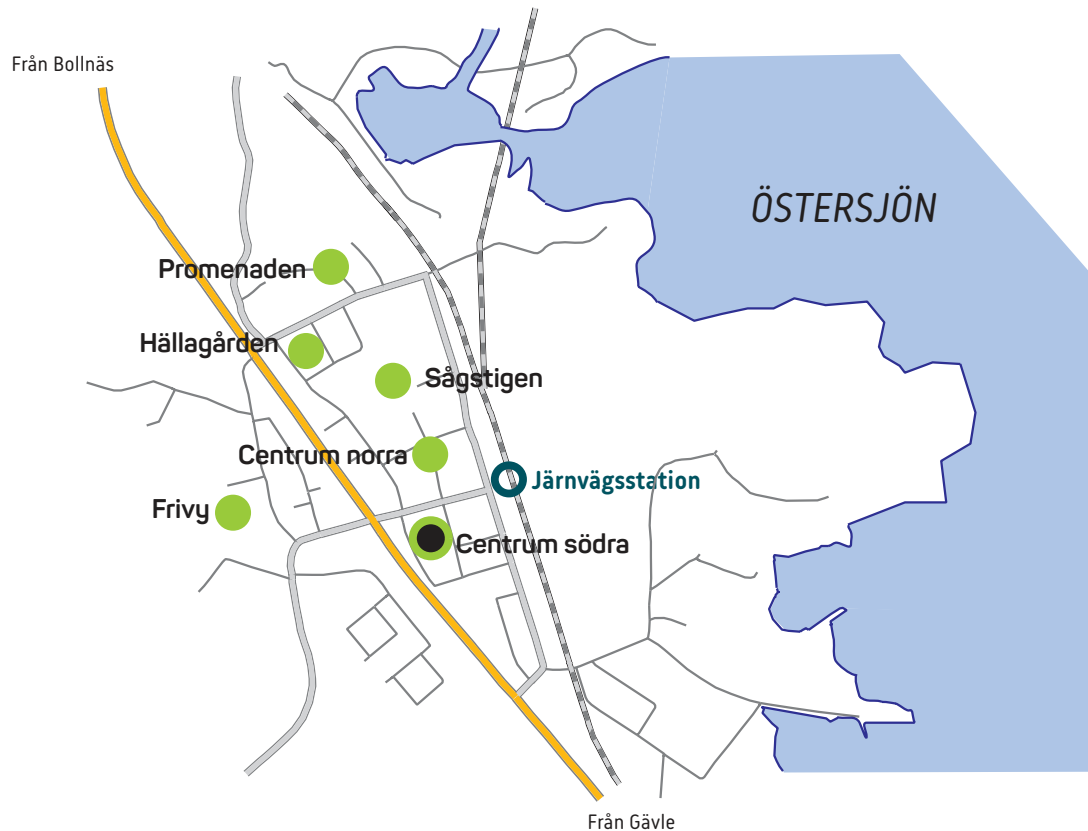 Från Bollnäs
ÖSTERSJÖN
Promenaden
Hällagården
Sågstigen
Centrum norra
Järnvägsstation
Frivy
Centrum södra
Från Gävle